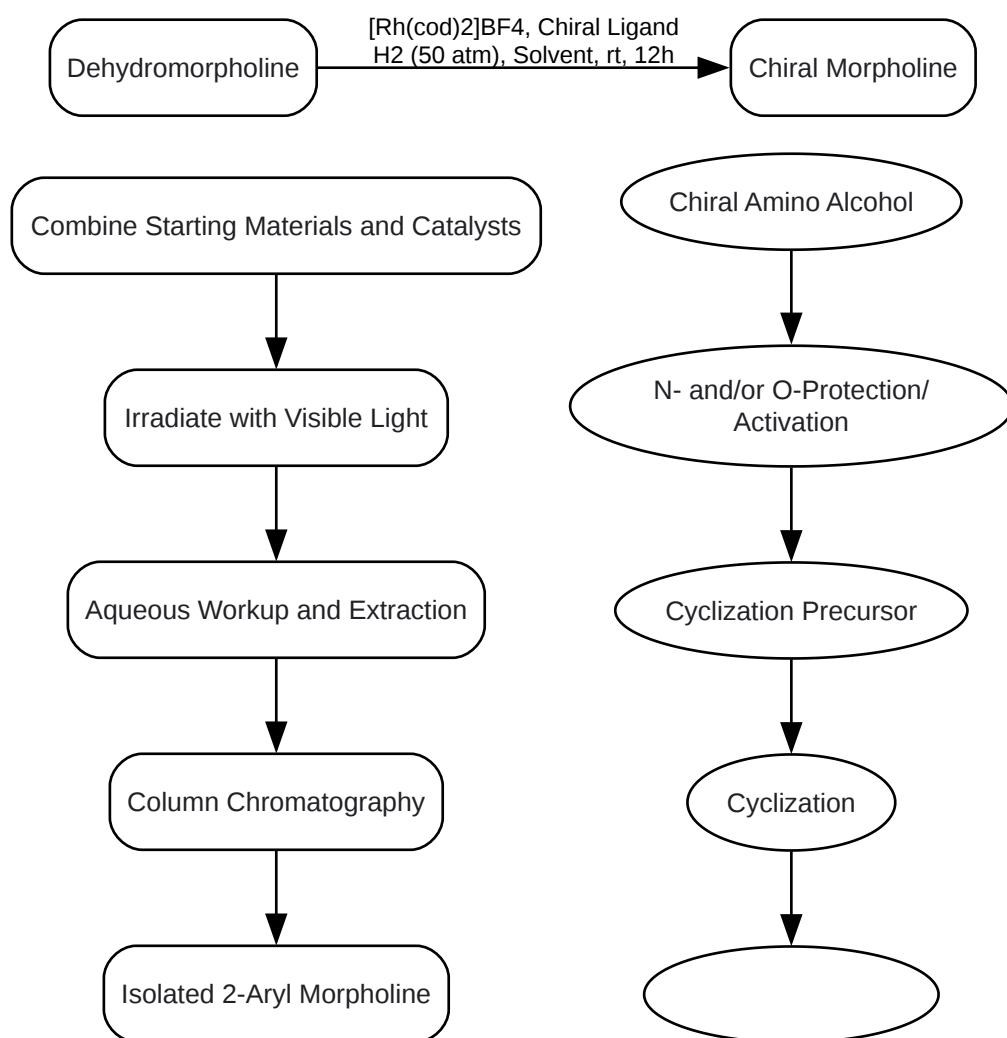 Dehydromorpholine
[Rh(cod)2]BF4, Chiral Ligand
H2 (50 atm), Solvent, rt, 12h
Chiral Morpholine
Combine Starting Materials and Catalysts
Irradiate with Visible Light
Aqueous Workup and Extraction
Column Chromatography
Isolated 2-Aryl Morpholine
Chiral Amino Alcohol
N- and/or O-Protection/
Activation
Cyclization Precursor
Cyclization